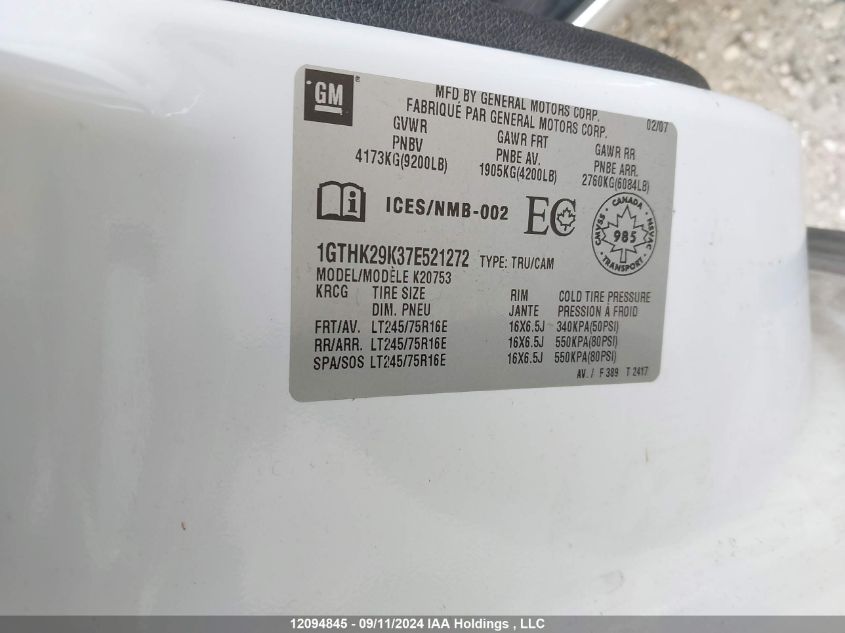 GM
MFD BY GENERAL MOTORS CORP.
FABRIQUÉ PAR GENERAL MOTORS CORP.
02/07
GVWR GAWR FRT GAWR RR
PNBV PNBE AV. PNBE ARR.
4173KG(9200LB) 1905KG(4200LB) 2760KG(6084LB)
ICES/NMB-002 EC
CANADA CMVSS 985 NSVAC TRANSPORT
1GTHK29K37E521272 TYPE: TRU/CAM
MODEL/MODÈLE K20753
KRCG TIRE SIZE RIM COLD TIRE PRESSURE
DIM. PNEU JANTE PRESSION À FROID
FRT/AV. LT245/75R16E 16X6.5J 340KPA(50PSI)
RR/ARR. LT245/75R16E 16X6.5J 550KPA(80PSI)
SPA/SOS LT245/75R16E 16X6.5J 550KPA(80PSI)
AV. / F 389 T 2417
12094845 - 09/11/2024 IAA Holdings , LLC